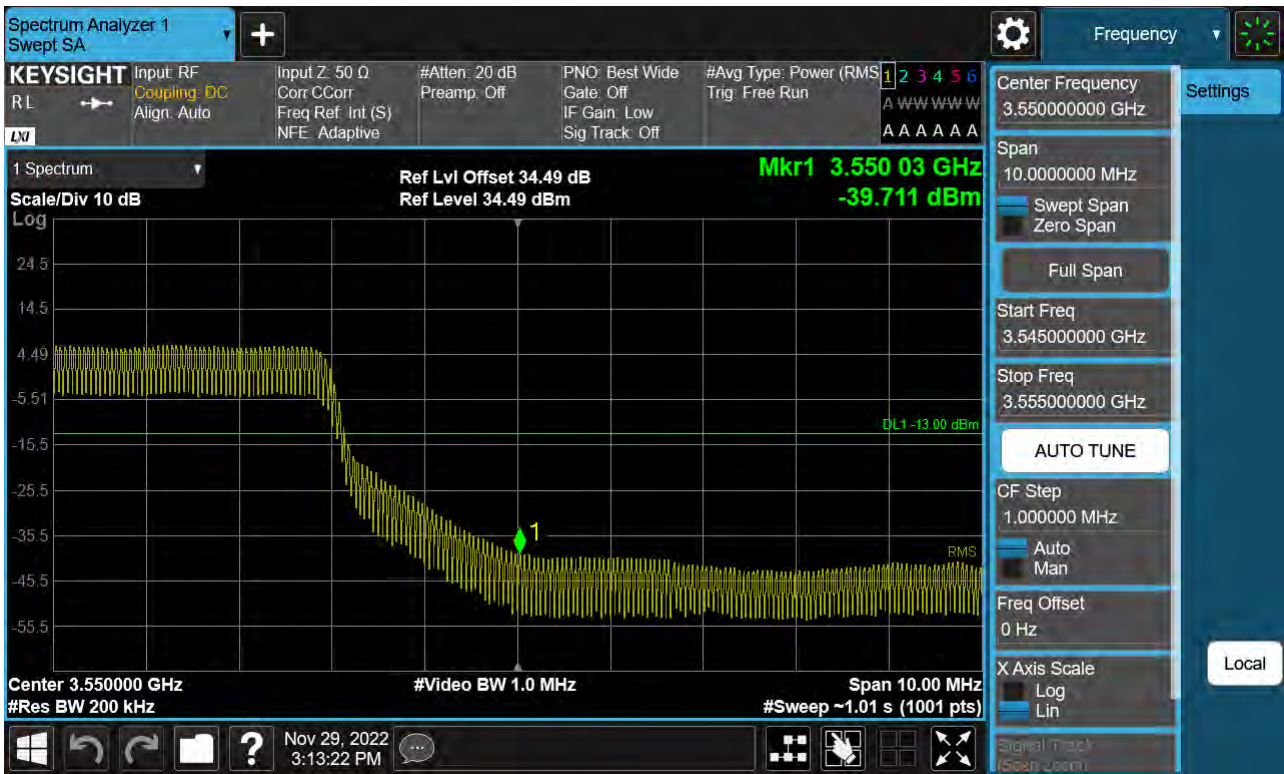 Spectrum Analyzer 1
Swept SA
+
Frequency
KEYSIGHT
RL
LXI
Input: RF
Coupling: DC
Align: Auto
Input Z: 50 Ω
Corr CCorr
Freq Ref: Int (S)
NFE: Adaptive
#Atten: 20 dB
Preamp: Off
PNO: Best Wide
Gate: Off
IF Gain: Low
Sig Track: Off
#Avg Type: Power (RMS
Trig: Free Run
1 2 3 4 5 6
A W W W W W
A A A A A A
1 Spectrum
Scale/Div 10 dB
Log
Ref Lvl Offset 34.49 dB
Ref Level 34.49 dBm
Mkr1 3.550 03 GHz
-39.711 dBm
24.5
14.5
4.49
-5.51
DL1 -13.00 dBm
-15.5
-25.5
-35.5
1
RMS
-45.5
-55.5
Center 3.550000 GHz
#Video BW 1.0 MHz
Span 10.00 MHz
#Res BW 200 kHz
#Sweep ~1.01 s (1001 pts)
Nov 29, 2022
3:13:22 PM
?
Center Frequency
3.550000000 GHz
Settings
Span
10.0000000 MHz
Swept Span
Zero Span
Full Span
Start Freq
3.545000000 GHz
Stop Freq
3.555000000 GHz
AUTO TUNE
CF Step
1.000000 MHz
Auto
Man
Freq Offset
0 Hz
X Axis Scale
Log
Lin
Local
Signal Track
(Span Zoom)